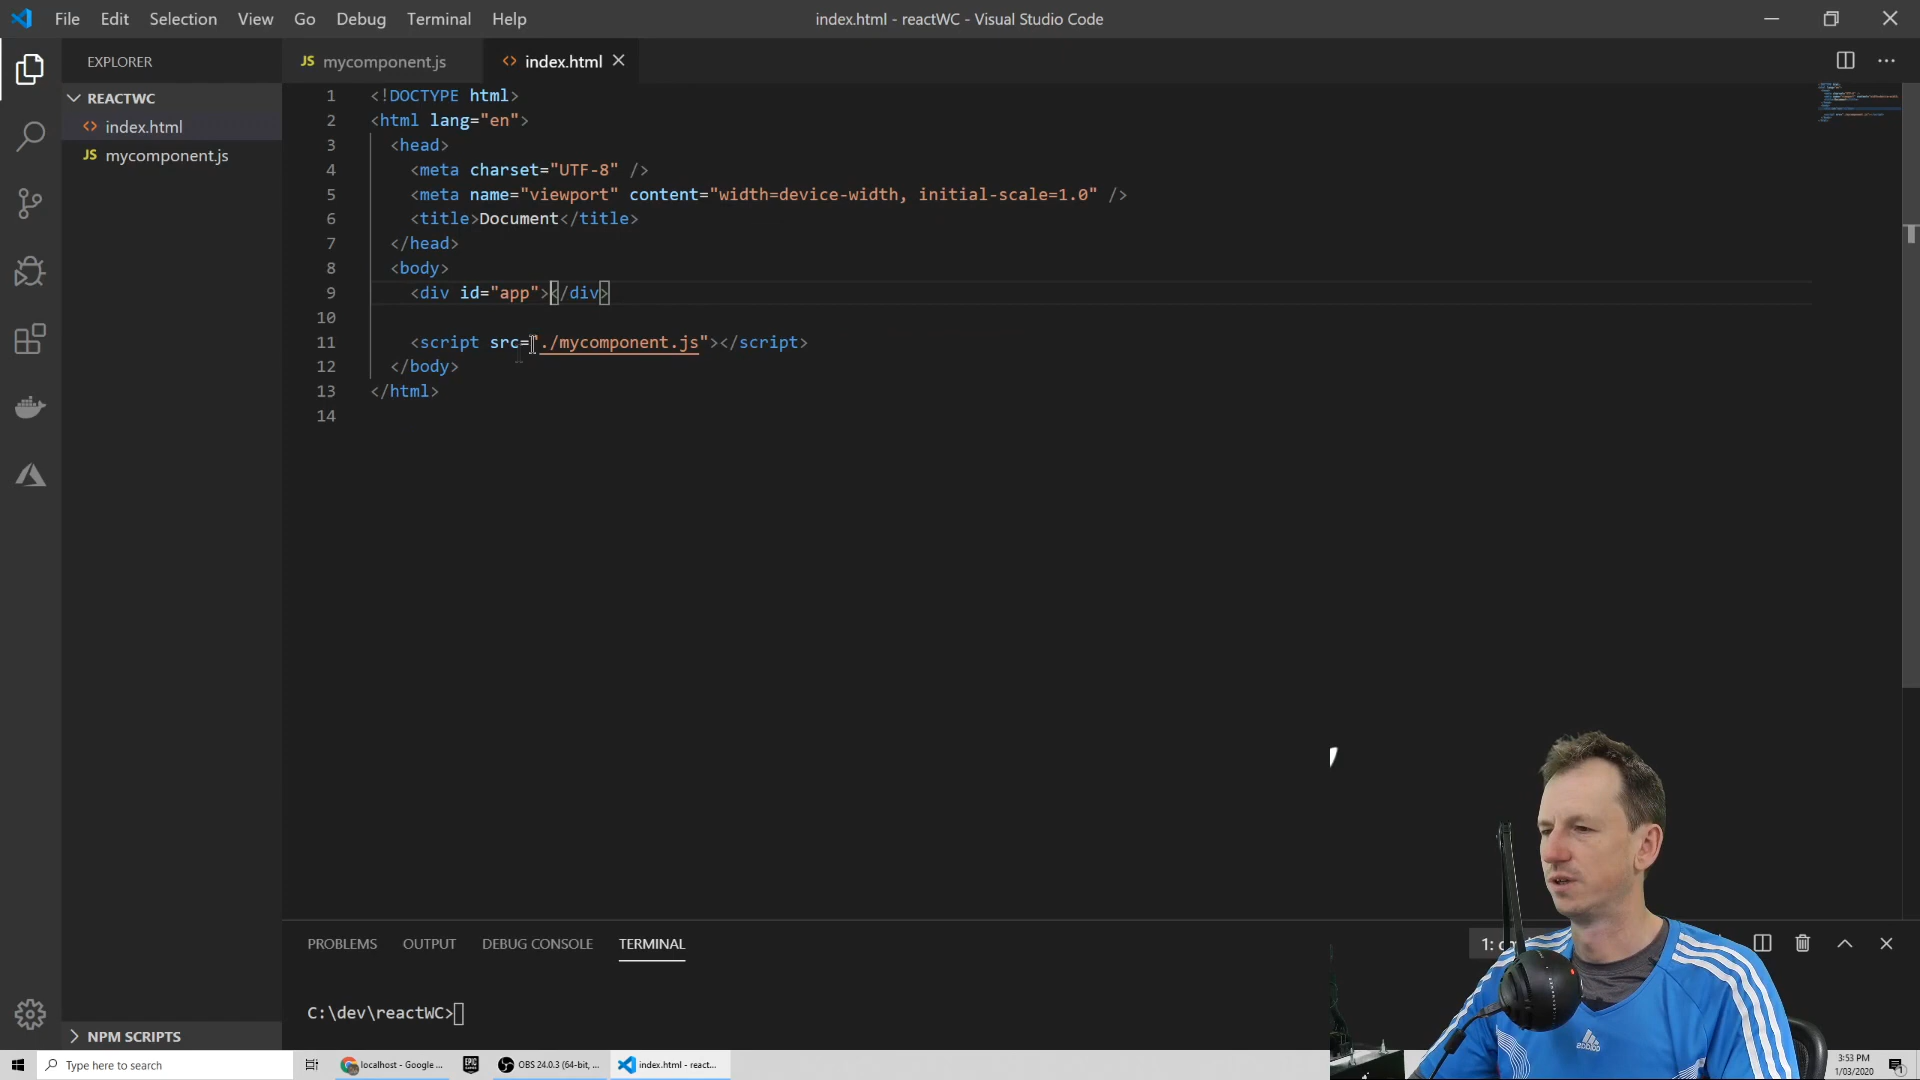 File Edit Selection View Go Debug Terminal Help
index.html - reactWC - Visual Studio Code
EXPLORER
REACTWC
<> index.html
JS mycomponent.js
JS mycomponent.js
<> index.html
1 <!DOCTYPE html>
2 <html lang="en">
3 <head>
4 <meta charset="UTF-8" />
5 <meta name="viewport" content="width=device-width, initial-scale=1.0" />
6 <title>Document</title>
7 </head>
8 <body>
9 <div id="app"></div>
10
11 <script src="./mycomponent.js"></script>
12 </body>
13 </html>
14
PROBLEMS OUTPUT DEBUG CONSOLE TERMINAL
C:\dev\reactWC>
NPM SCRIPTS
Type here to search
localhost - Google ...
EPIC
OBS 24.0.3 (64-bit, ...
index.html - react...
adidas
3:53 PM
1/03/2020